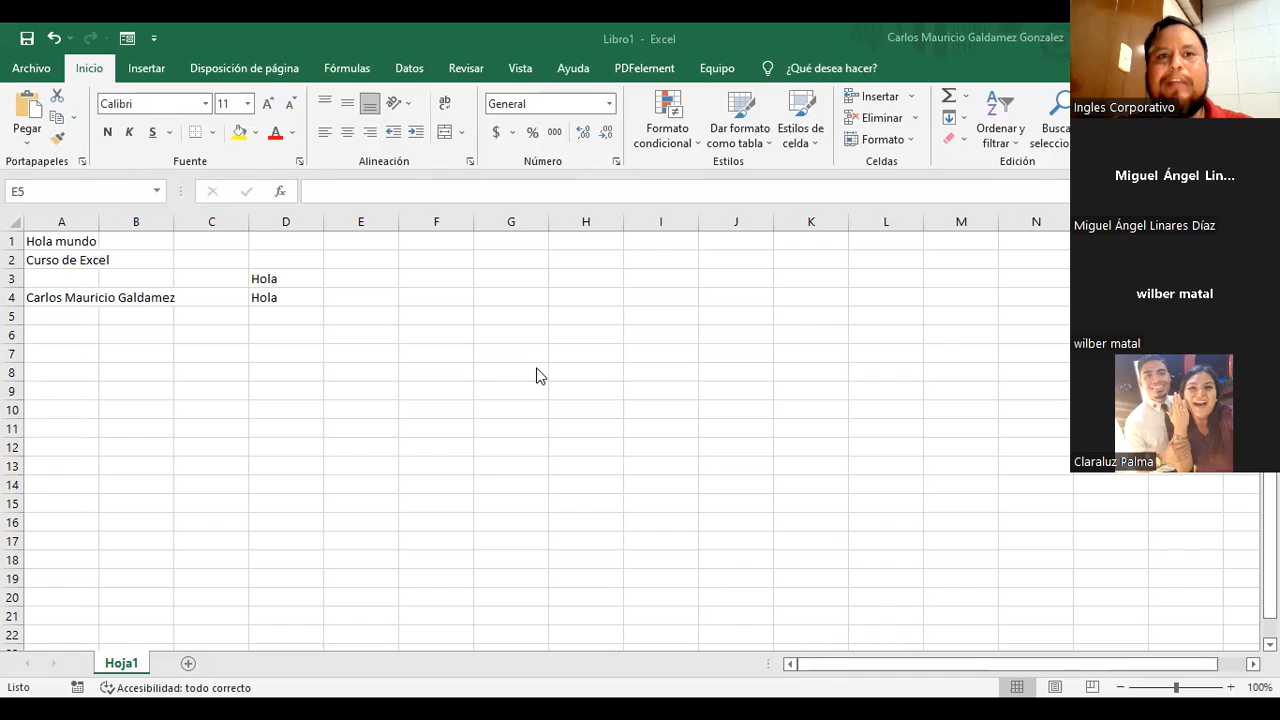 Libro1 - Excel
Carlos Mauricio Galdamez Gonzalez
Archivo Inicio Insertar Disposición de página Fórmulas Datos Revisar Vista Ayuda PDFelement Equipo ¿Qué desea hacer?
Pegar
Calibri 11
N K S
General
$ % 000
Formato condicional
Dar formato como tabla
Estilos de celda
Insertar
Eliminar
Formato
Ordenar y filtrar
Portapapeles Fuente Alineación Número Estilos Celdas Edición
E5
fx
A B C D E F G H I J K L M N
1 Hola mundo
2 Curso de Excel
3 Hola
4 Carlos Mauricio Galdamez Hola
5
6
7
8
9
10
11
12
13
14
15
16
17
18
19
20
21
22
Hoja1
Listo Accesibilidad: todo correcto 100%
Ingles Corporativo
Miguel Ángel Lin...
Miguel Ángel Linares Díaz
wilber matal
wilber matal
Claraluz Palma